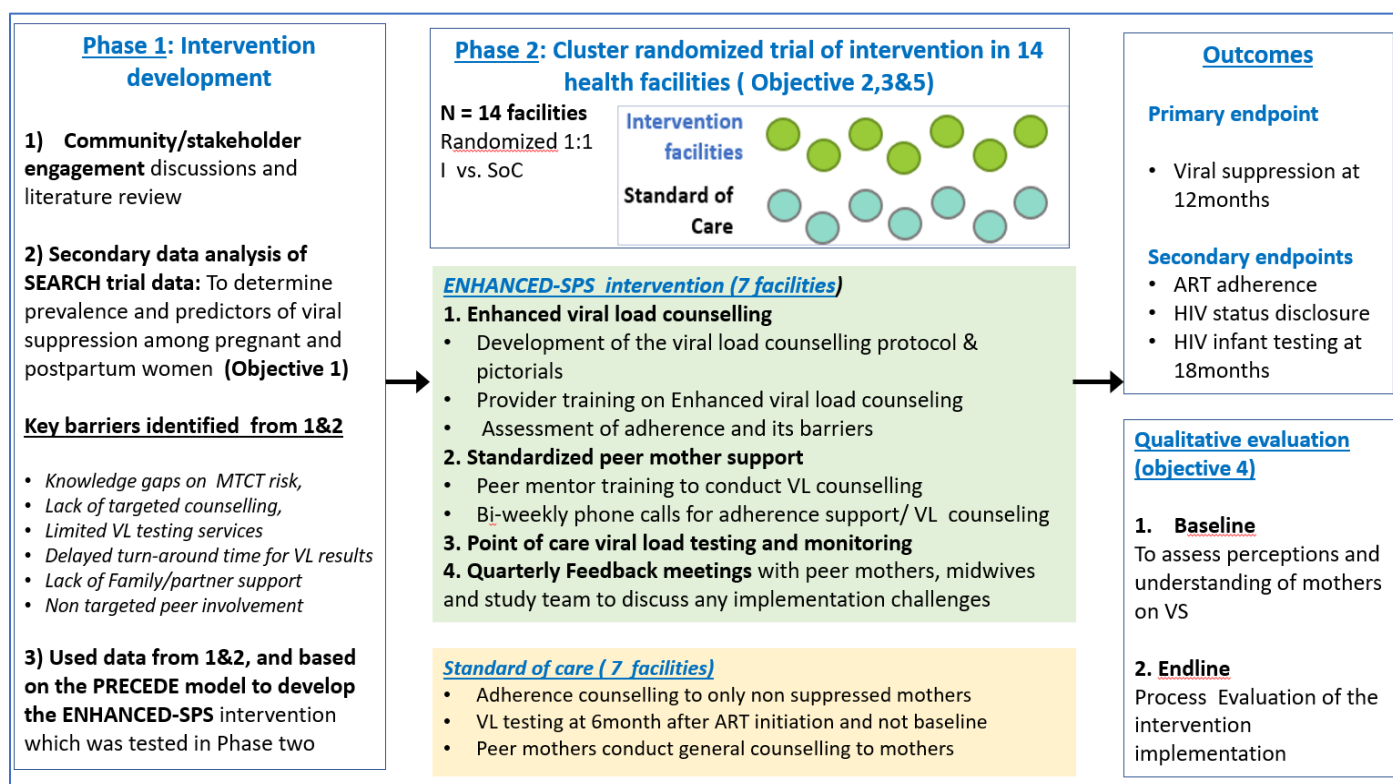 Phase 1: Intervention
development
1) Community/stakeholder
engagement discussions and
literature review
2) Secondary data analysis of
SEARCH trial data: To determine
prevalence and predictors of viral
suppression among pregnant and
postpartum women (Objective 1)
Key barriers identified from 1&2
• Knowledge gaps on MTCT risk,
• Lack of targeted counselling,
• Limited VL testing services
• Delayed turn-around time for VL results
• Lack of Family/partner support
• Non targeted peer involvement
3) Used data from 1&2, and based
on the PRECEDE model to develop
the ENHANCED-SPS intervention
which was tested in Phase two
Phase 2: Cluster randomized trial of intervention in 14
health facilities ( Objective 2,3&5)
N = 14 facilities
Randomized 1:1
I vs. SoC
Intervention
facilities
Standard of
Care
ENHANCED-SPS intervention (7 facilities)
1. Enhanced viral load counselling
• Development of the viral load counselling protocol &
pictorials
• Provider training on Enhanced viral load counseling
• Assessment of adherence and its barriers
2. Standardized peer mother support
• Peer mentor training to conduct VL counselling
• Bi-weekly phone calls for adherence support/ VL counseling
3. Point of care viral load testing and monitoring
4. Quarterly Feedback meetings with peer mothers, midwives
and study team to discuss any implementation challenges
Standard of care ( 7 facilities)
• Adherence counselling to only non suppressed mothers
• VL testing at 6month after ART initiation and not baseline
• Peer mothers conduct general counselling to mothers
Outcomes
Primary endpoint
• Viral suppression at
12months
Secondary endpoints
• ART adherence
• HIV status disclosure
• HIV infant testing at
18months
Qualitative evaluation
(objective 4)
1. Baseline
To assess perceptions and
understanding of mothers
on VS
2. Endline
Process Evaluation of the
intervention
implementation